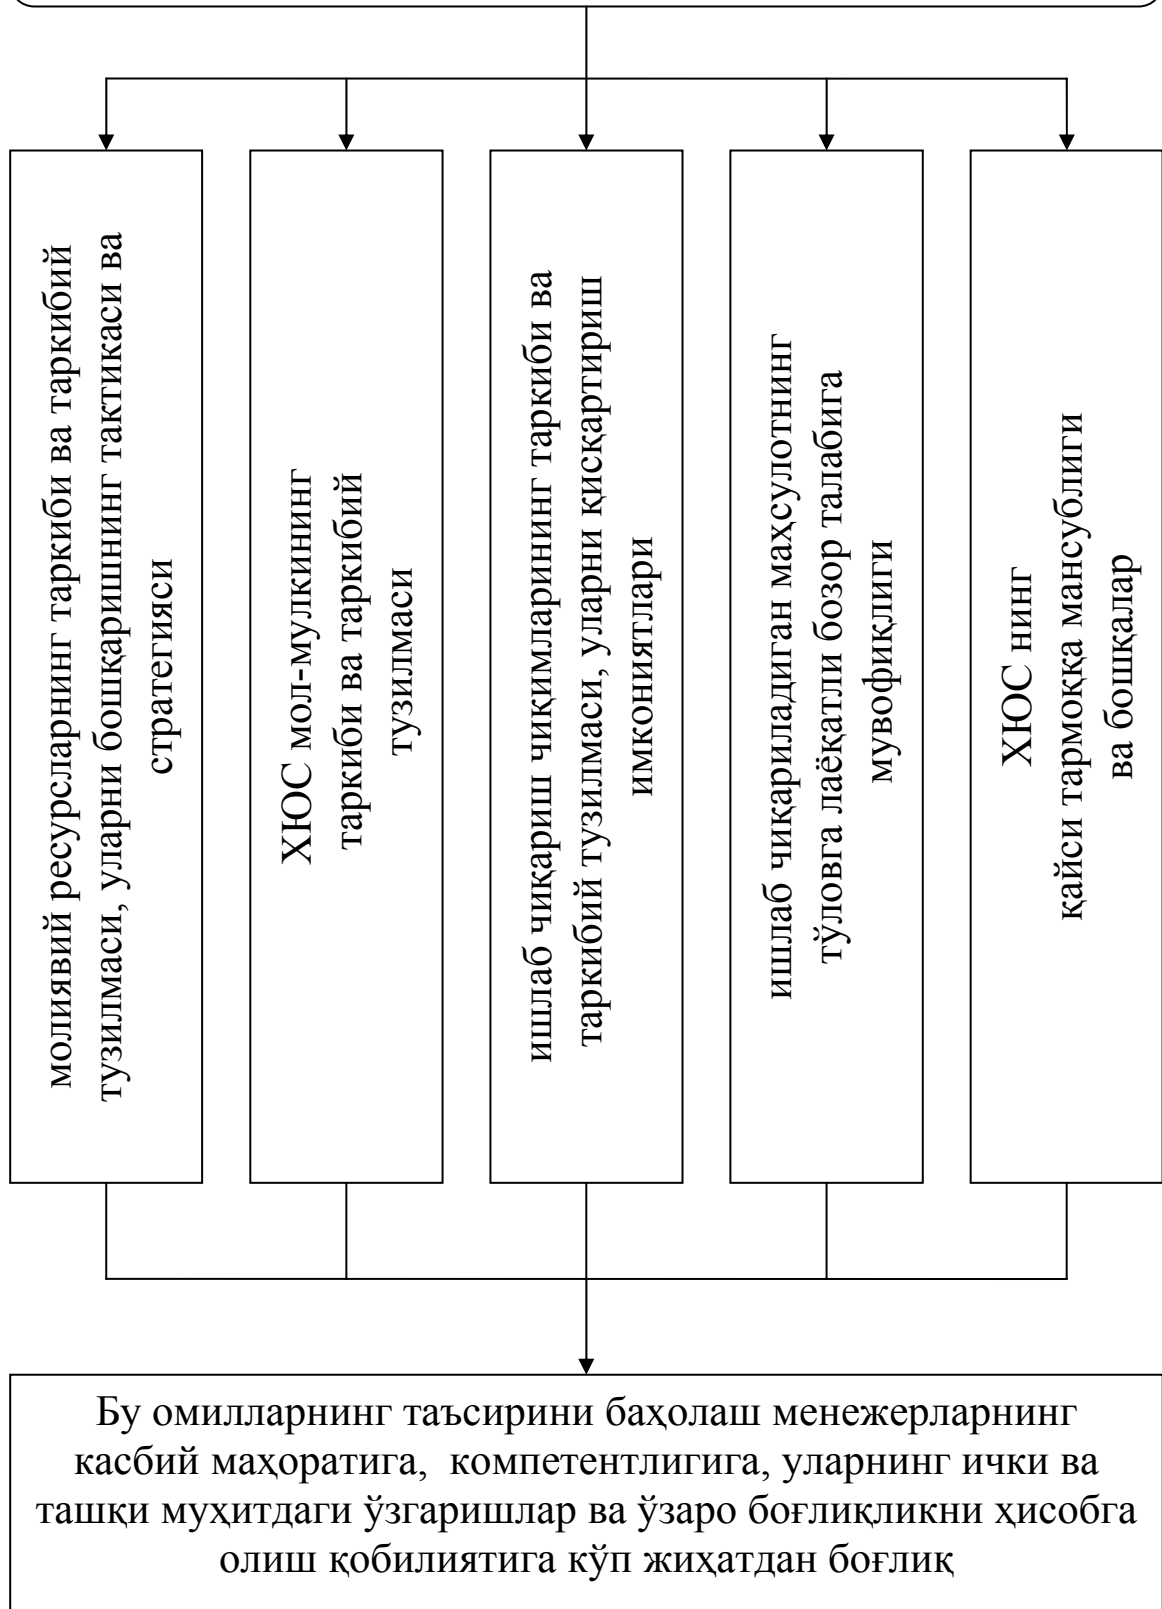 молиявий ресурсларнинг таркиби ва таркибий
тузилмаси, уларни бошқаришнинг тактикаси ва
стратегияси
ХЮС мол-мулкининг
таркиби ва таркибий
тузилмаси
ишлаб чиқариш чиқимларининг таркиби ва
таркибий тузилмаси, уларни қисқартириш
имкониятлари
ишлаб чиқариладиган маҳсулотнинг
тўловга лаёқатли бозор талабига
мувофиқлиги
ХЮС нинг
қайси тармоққа мансублиги
ва бошқалар
Бу омилларнинг таъсирини баҳолаш менежерларнинг
касбий маҳоратига, компетентлигига, уларнинг ички ва
ташқи муҳитдаги ўзгаришлар ва ўзаро боғлиқликни ҳисобга
олиш қобилиятига кўп жиҳатдан боғлиқ